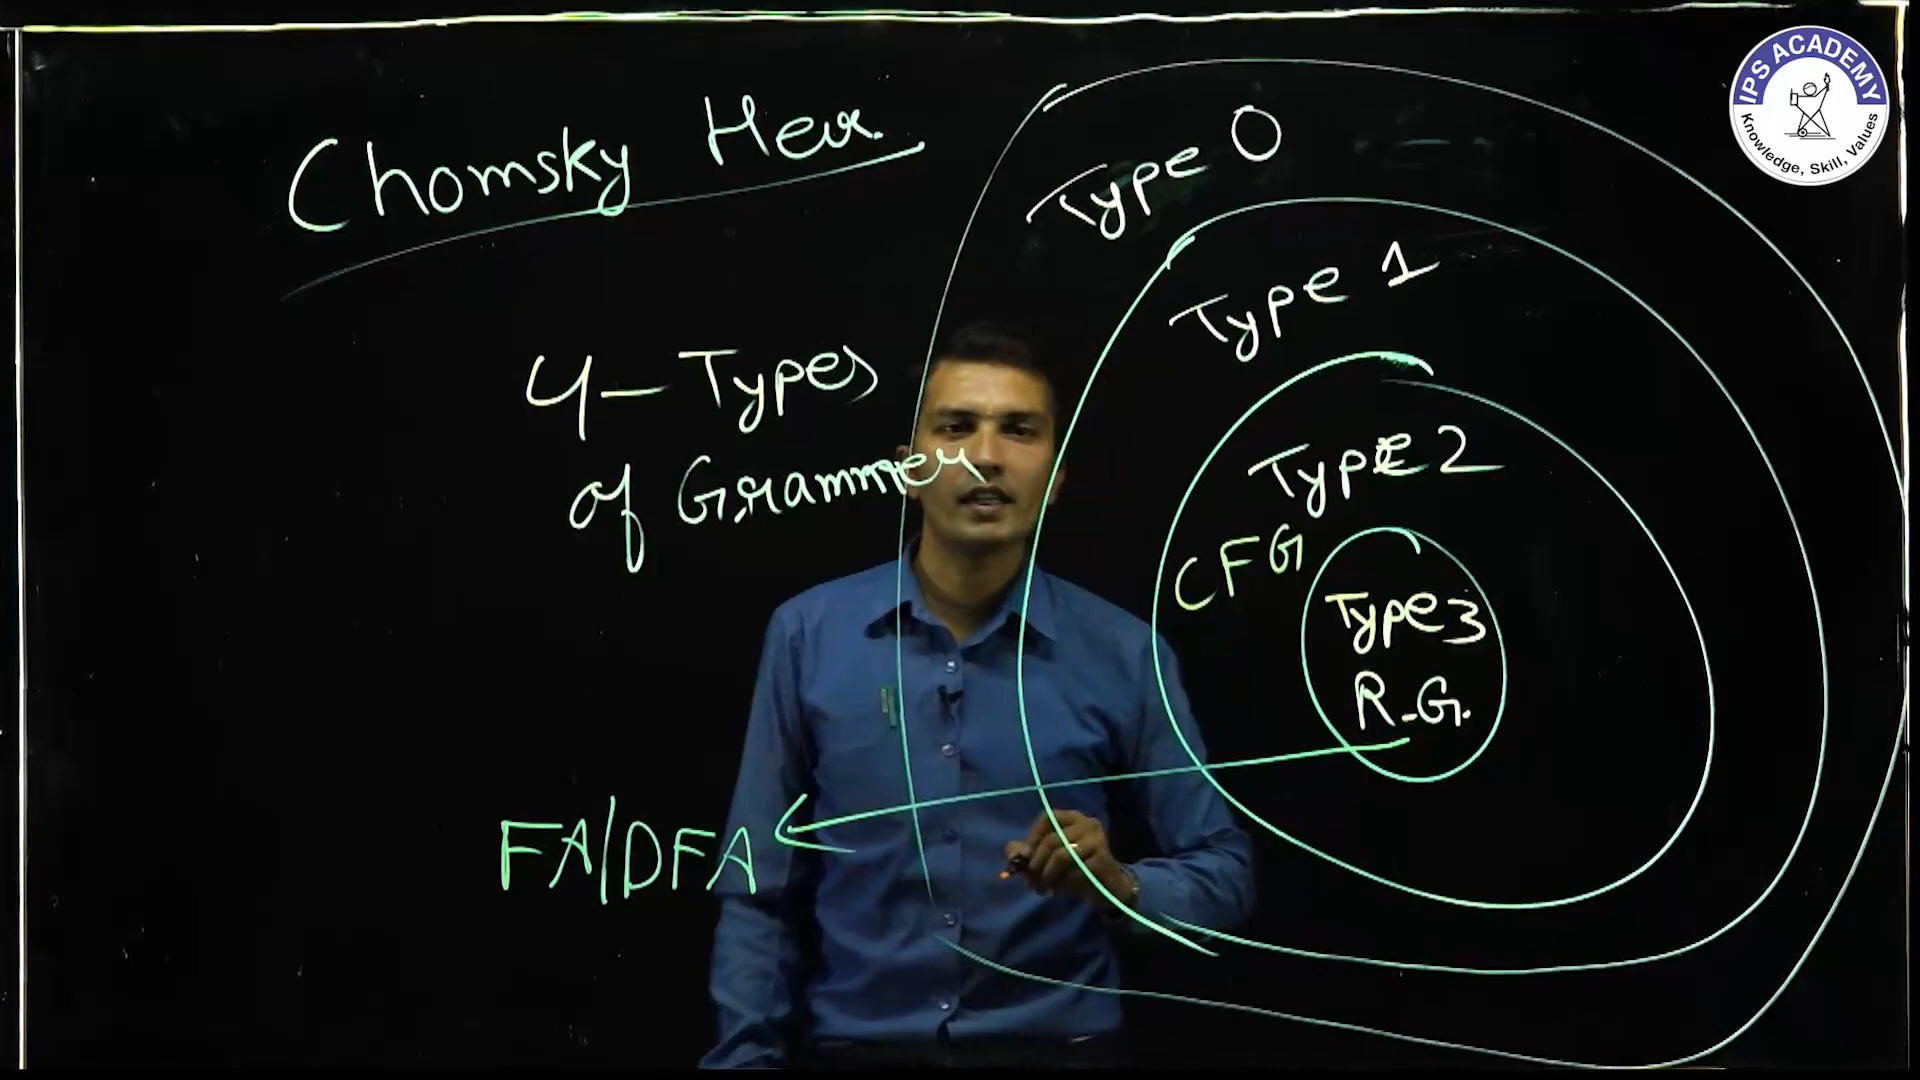 Chomsky Her.
4-Types
of Grammer
Type 0
Type 1
Type 2
CFG
Type 3
R.G.
FA/DFA
IPS ACADEMY
Knowledge, Skill, Values